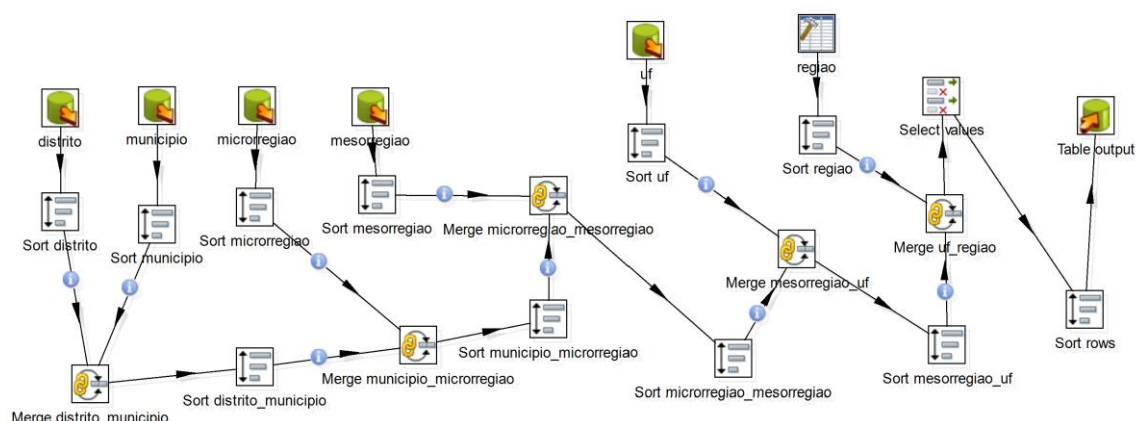 uf
regiao
distrito
municipio
microrregiao
mesorregiao
Select values
Table output
Sort uf
Sort regiao
Sort distrito
Sort municipio
Sort microrregiao
Sort mesorregiao
Merge microrregiao_mesorregiao
Merge uf_regiao
Merge mesorregiao_uf
Sort municipio_microrregiao
Sort rows
Merge municipio_microrregiao
Sort microrregiao_mesorregiao
Sort mesorregiao_uf
Sort distrito_municipio
Merge distrito_municipio